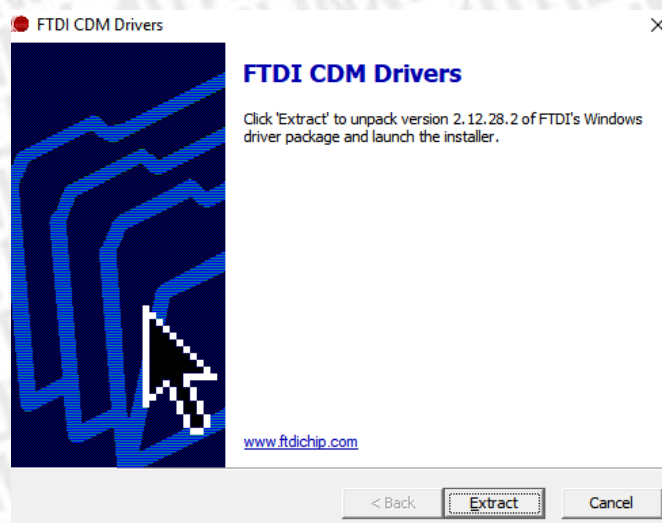 FTDI CDM Drivers
FTDI CDM Drivers
Click 'Extract' to unpack version 2.12.28.2 of FTDI's Windows
driver package and launch the installer.
www.ftdichip.com
< Back Extract Cancel